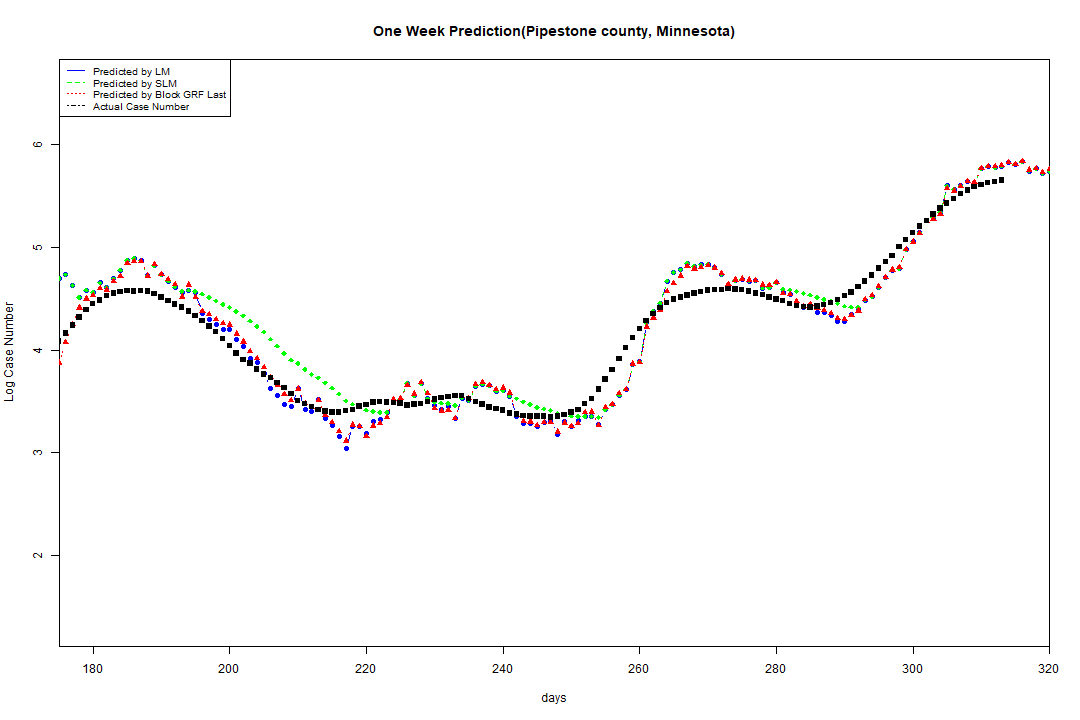 One Week Prediction(Pipestone county, Minnesota)
Predicted by LM
Predicted by SLM
Predicted by Block GRF Last
Actual Case Number
Log Case Number
6
5
4
3
2
180 200 220 240 260 280 300 320
days